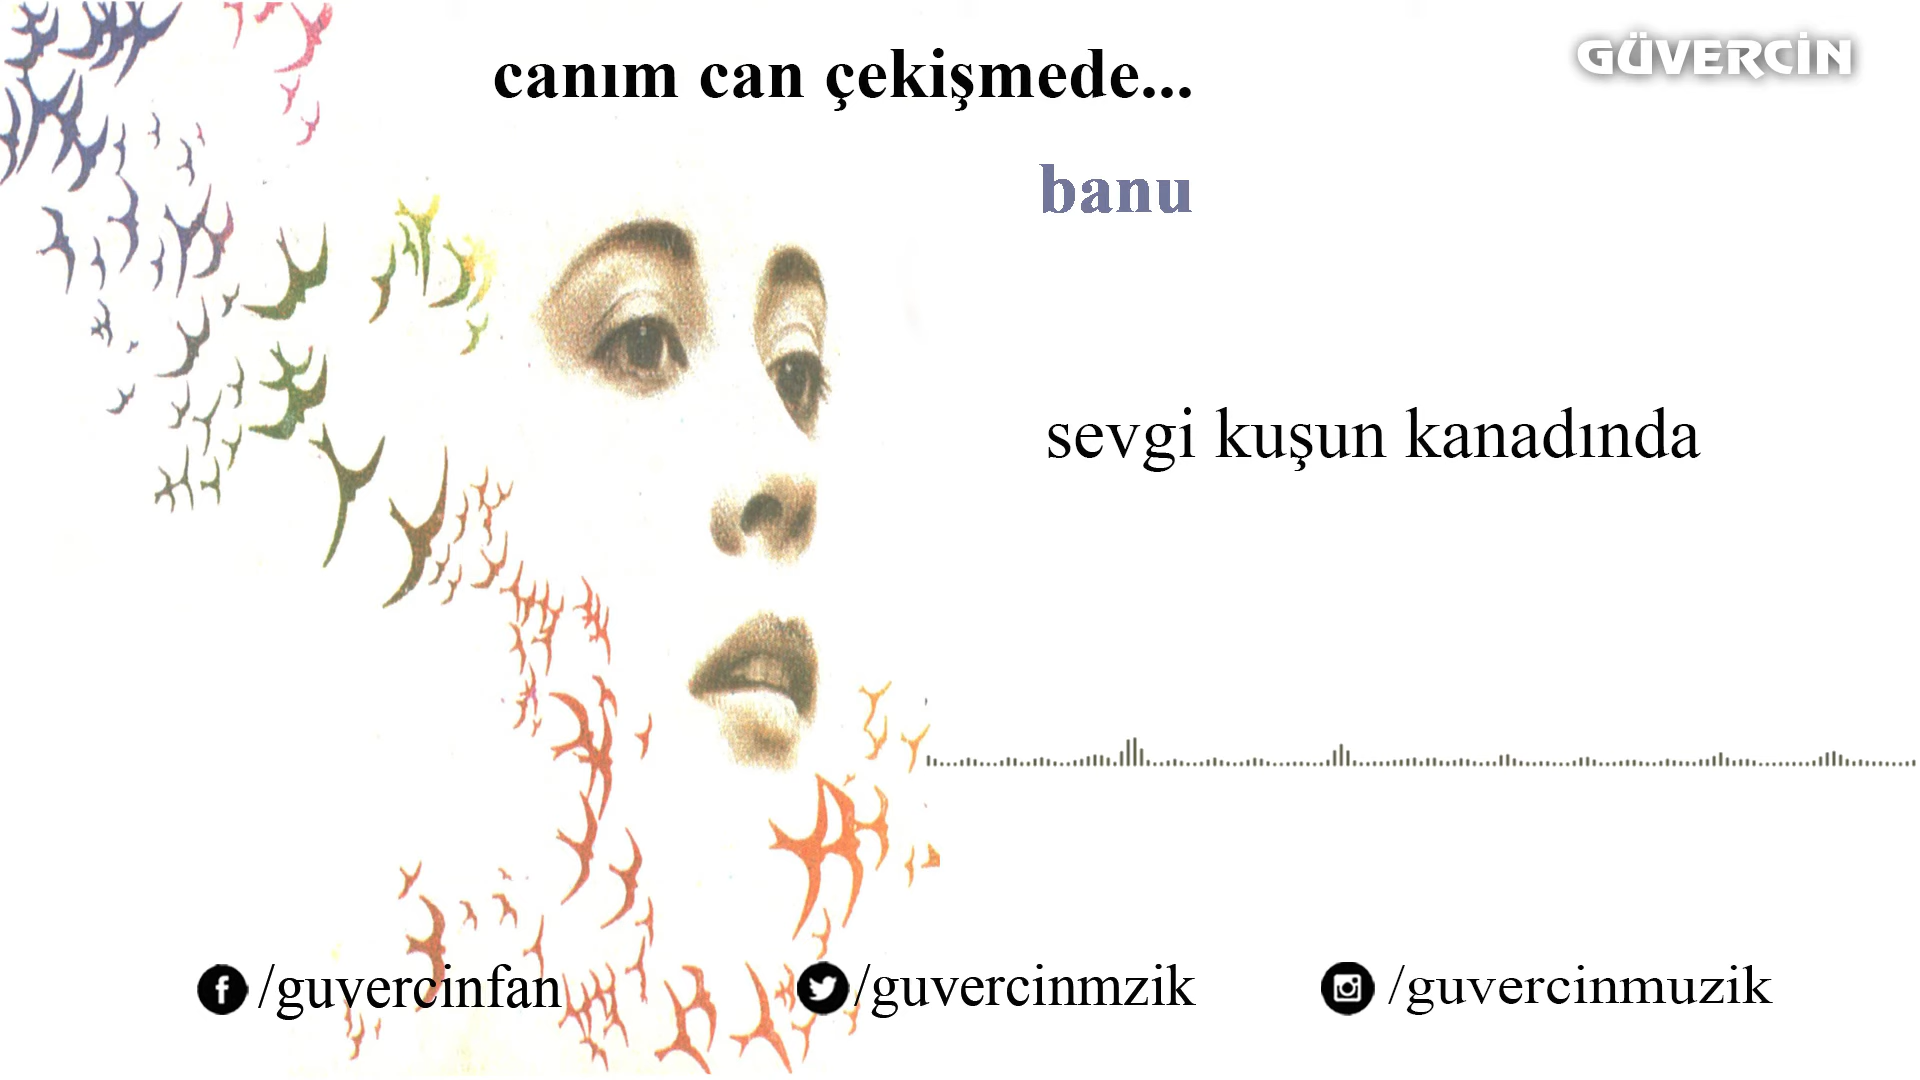 canım can çekişmede...
GÜVERCİN
banu
sevgi kuşun kanadında
/guvercinfan
/guvercinmzik
/guvercinmuzik